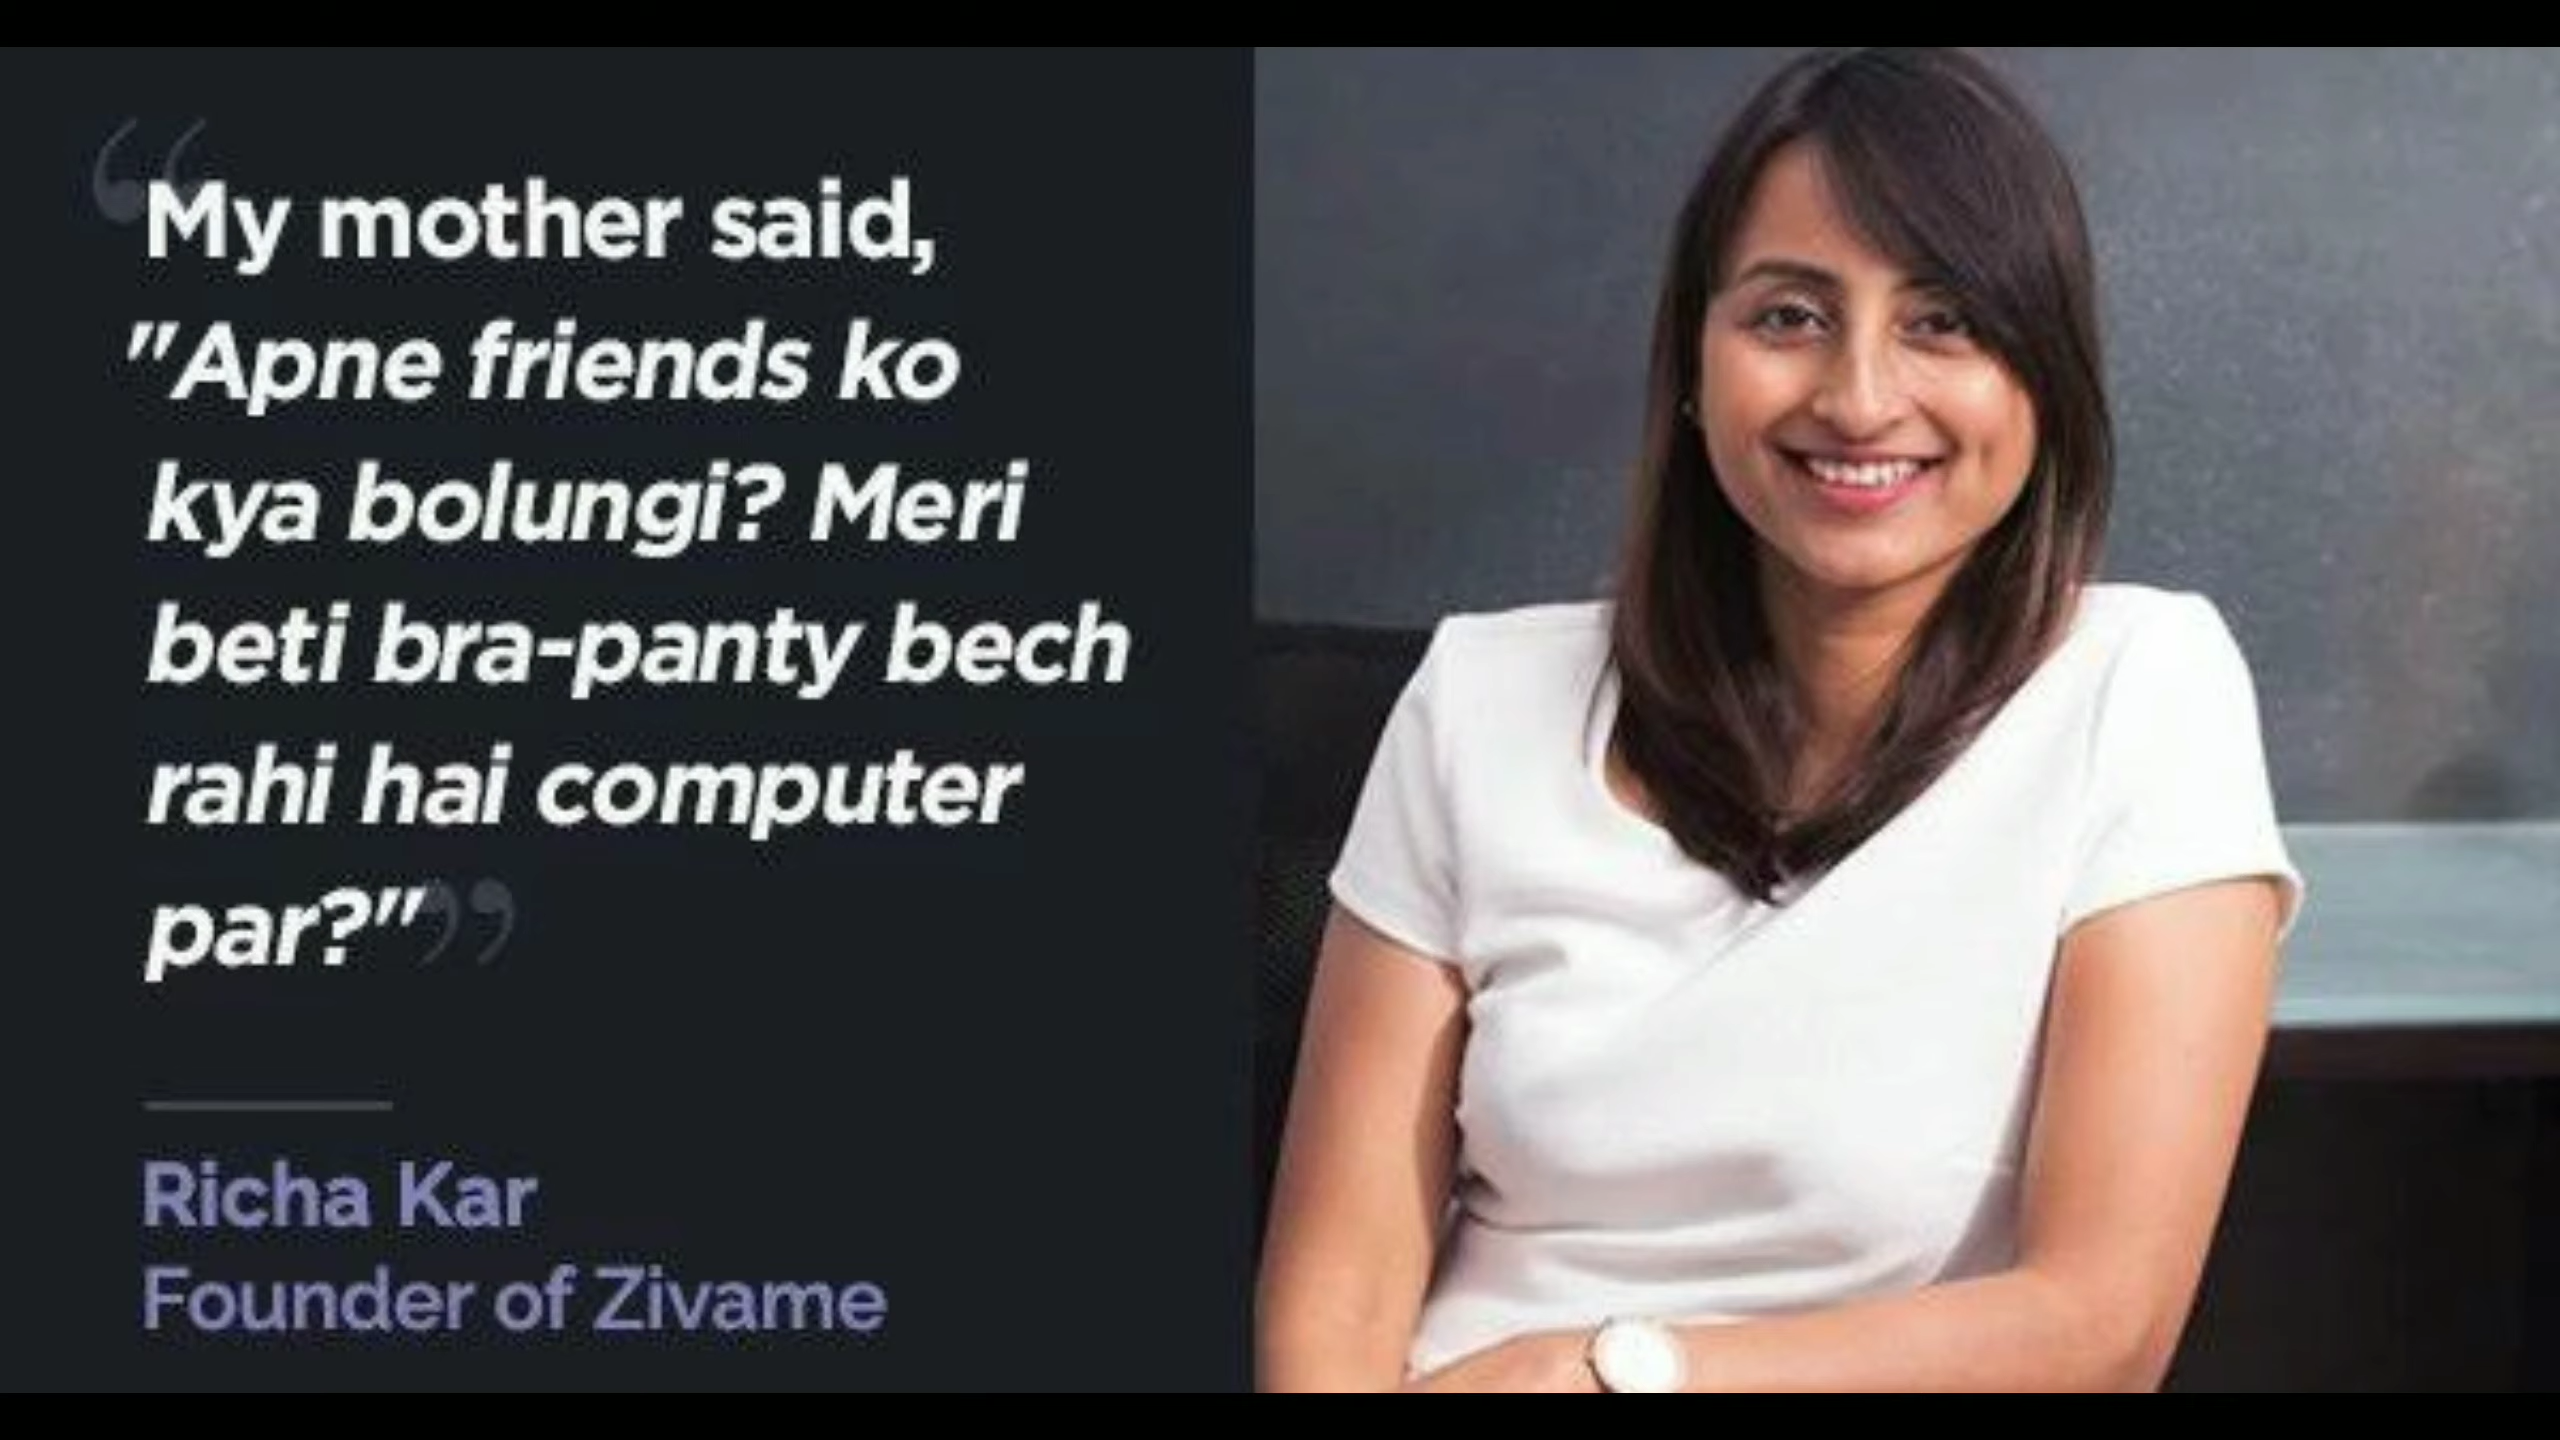 “My mother said,
"Apne friends ko
kya bolungi? Meri
beti bra-panty bech
rahi hai computer
par?"”
Richa Kar
Founder of Zivame